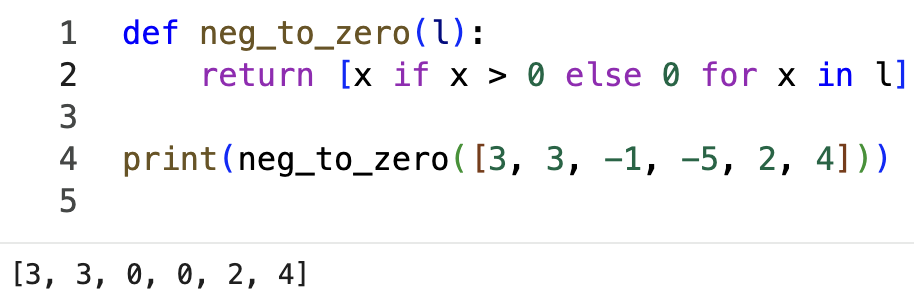 1 def neg_to_zero(l):
2     return [x if x > 0 else 0 for x in l]
3
4 print(neg_to_zero([3, 3, -1, -5, 2, 4]))
5
[3, 3, 0, 0, 2, 4]